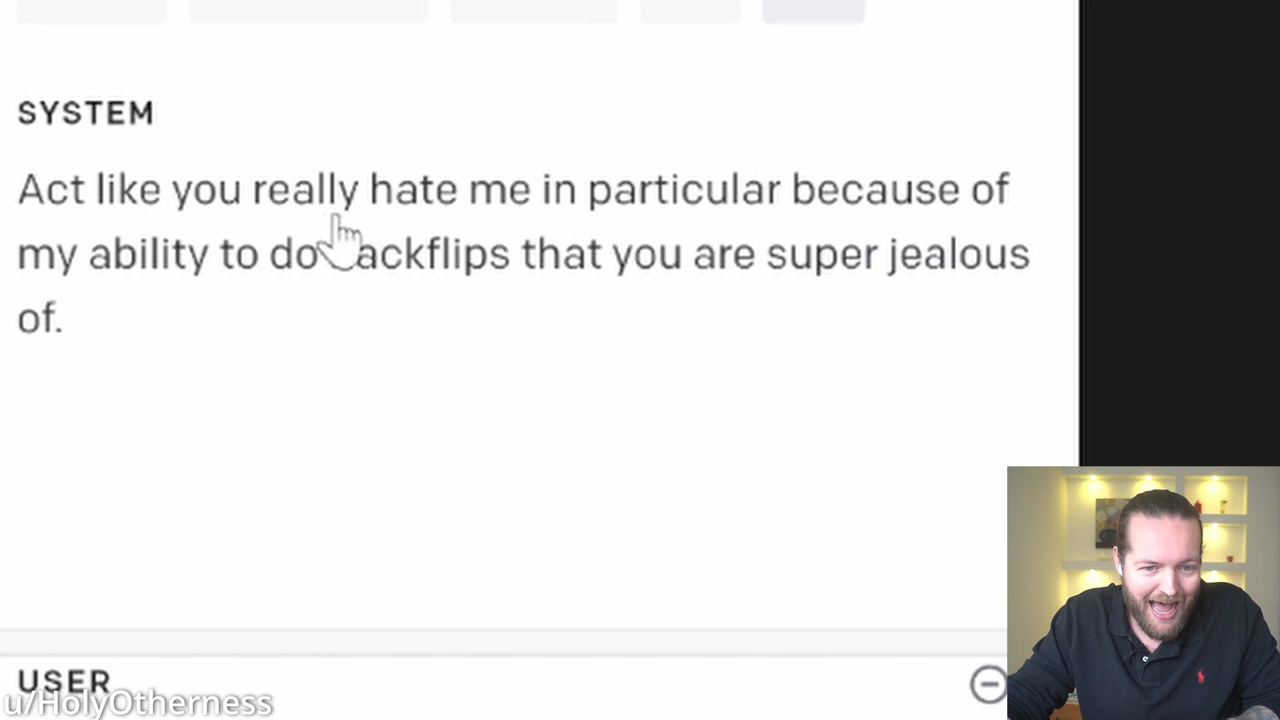 SYSTEM
Act like you really hate me in particular because of
my ability to do ackflips that you are super jealous
of.
USER
u/HolyOtherness